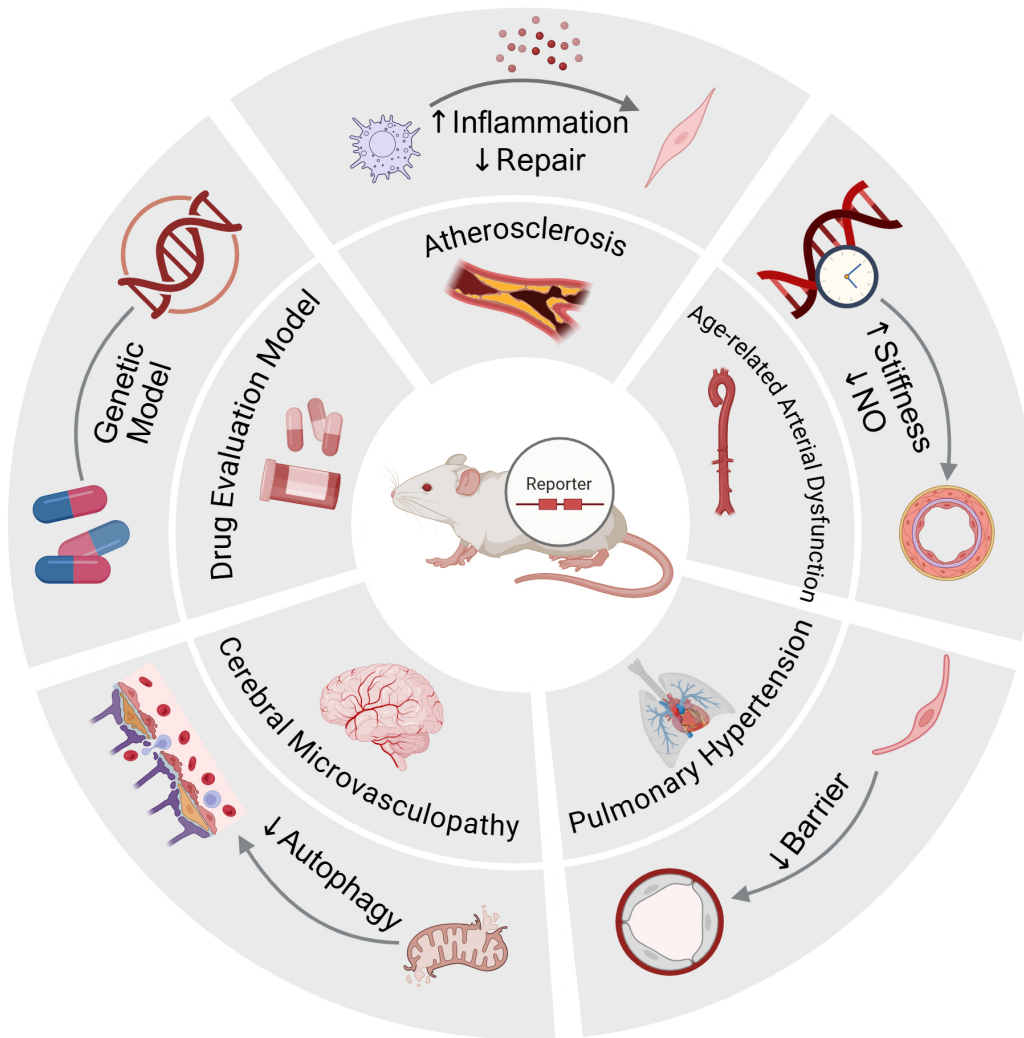 ↑ Inflammation
↓ Repair
Atherosclerosis
Age-related Arterial Dysfunction
↑ Stiffness
↓ NO
Pulmonary Hypertension
↓ Barrier
Cerebral Microvasculopathy
↓ Autophagy
Drug Evaluation Model
Genetic
Model
Reporter